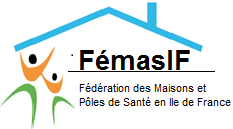 FémasIF
Fédération des Maisons et
Pôles de Santé en Ile de France